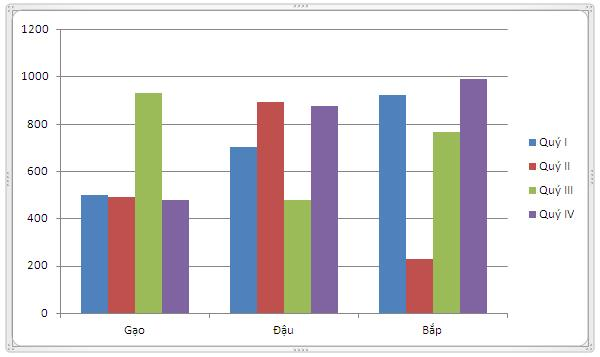 1200
1000
800
600
400
200
0
Gạo Đậu Bắp
Quý I
Quý II
Quý III
Quý IV